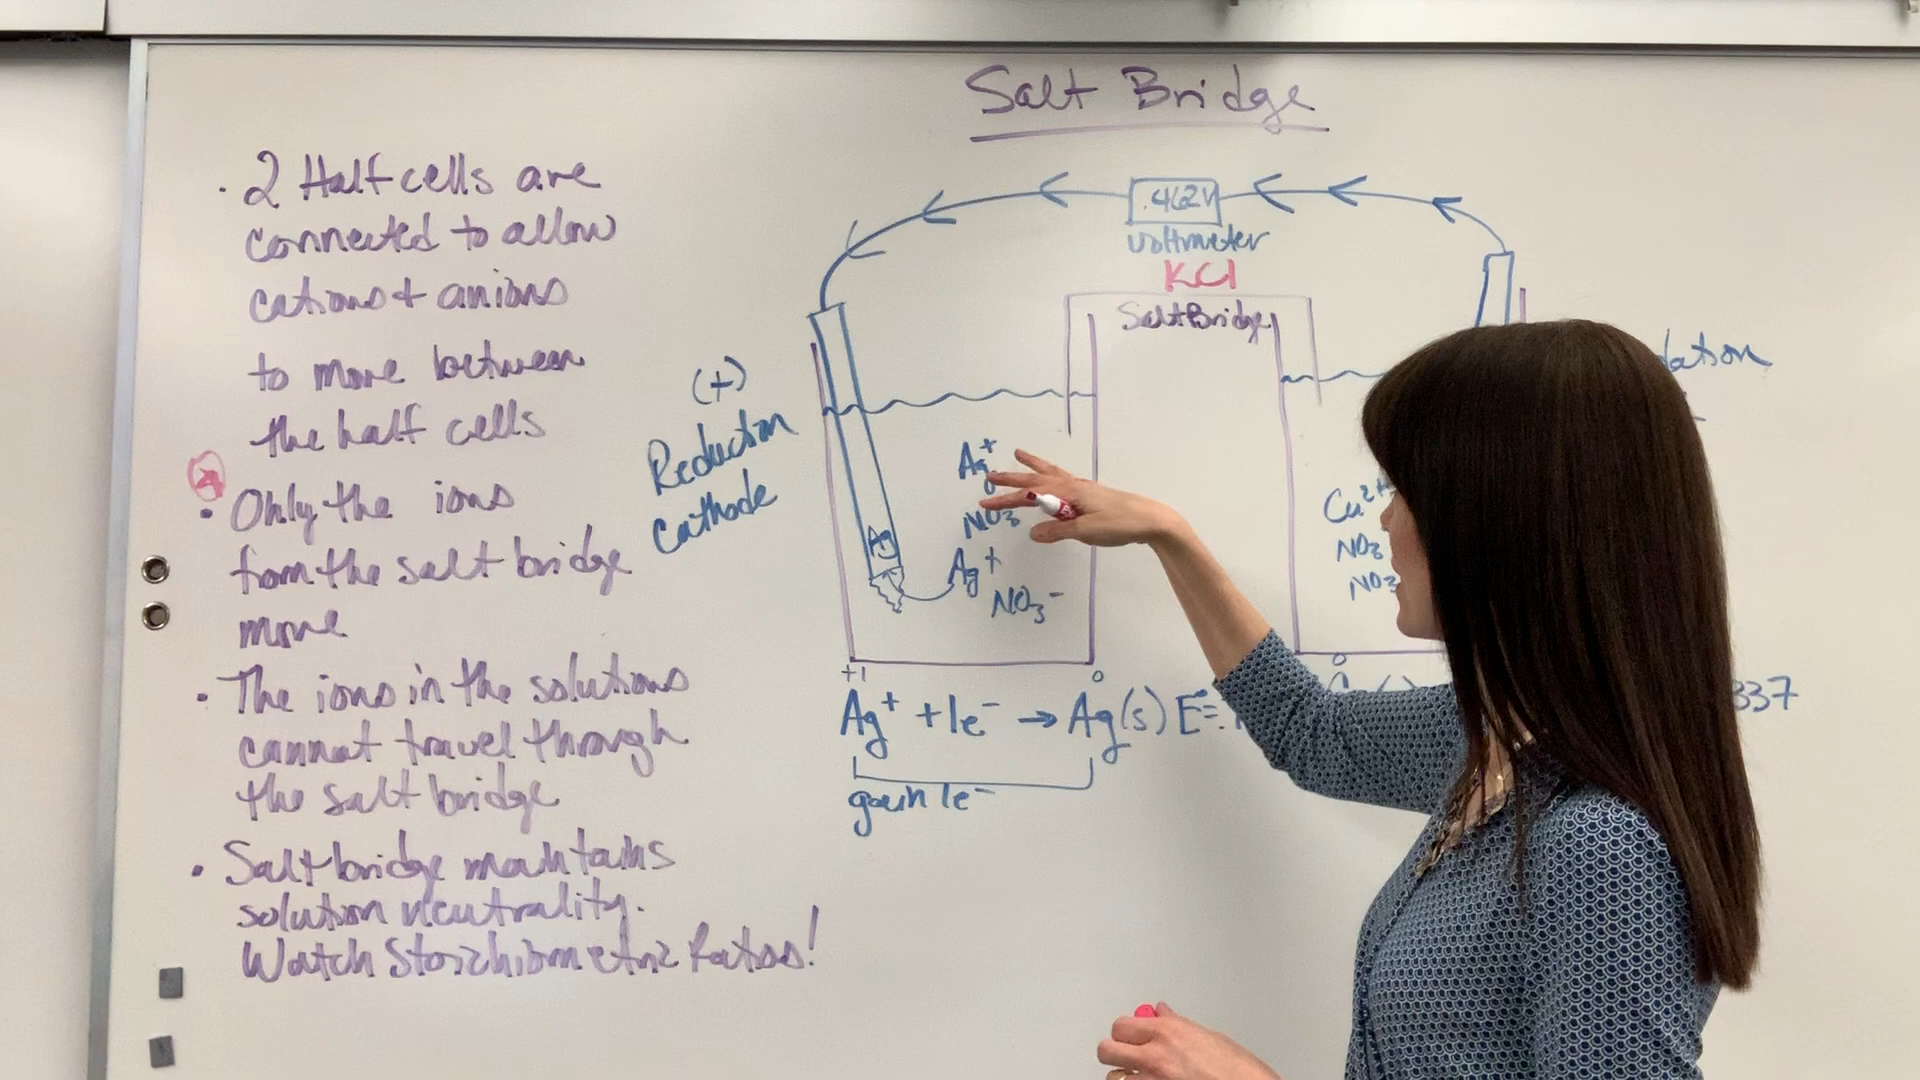 Salt Bridge
· 2 Half cells are
connected to allow
cations + anions
to move between
the half cells
· Only the ions
from the salt bridge
move
· The ions in the solutions
cannot travel through
the salt bridge
· Salt bridge maintains
solution neutrality.
Watch Stoichiometric Ratios!
.462V
voltmeter
KCl
Salt Bridge
(+)
Reduction
Cathode
Ag
Ag⁺
NO₃
Ag⁺
NO₃⁻
+1
0
Ag⁺ + 1e⁻ → Ag(s) E°=
gain 1e⁻
dation
Cu²⁺
NO₃
NO₃
0
337